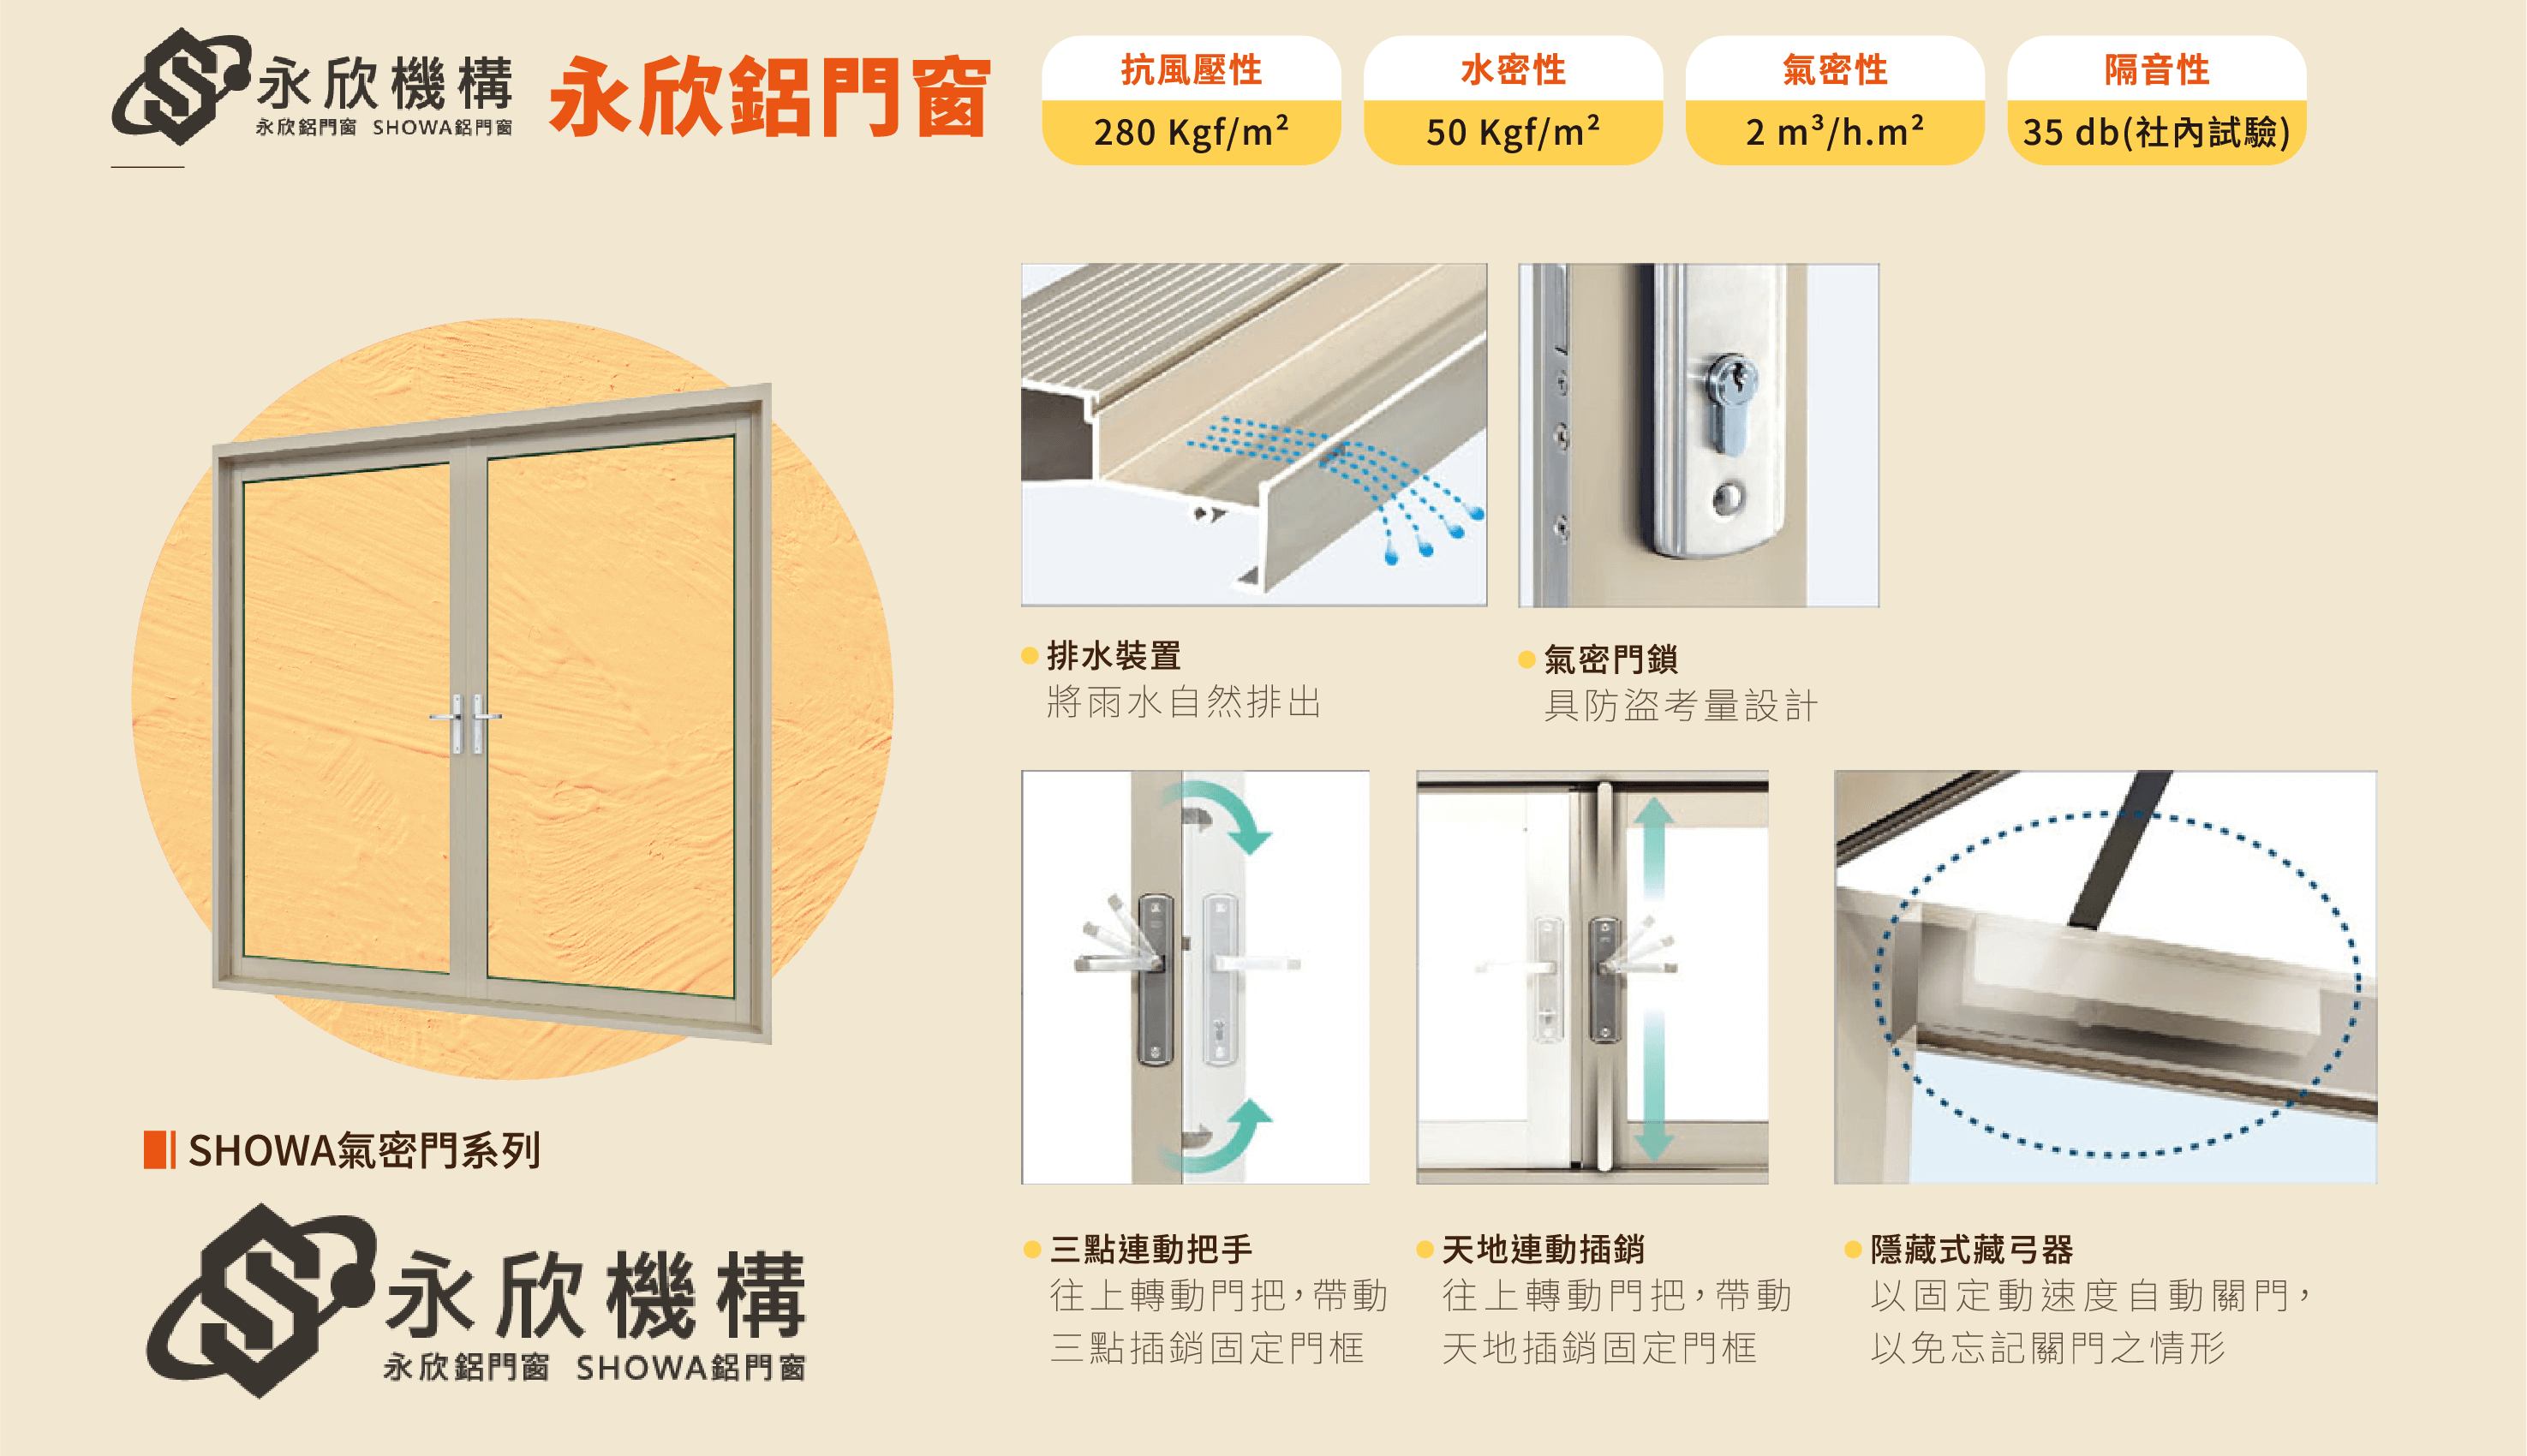 永欣機構
永欣鋁門窗 SHOWA鋁門窗
永欣鋁門窗
抗風壓性
280 Kgf/m²
水密性
50 Kgf/m²
氣密性
2 m³/h.m²
隔音性
35 db(社內試驗)
排水裝置
將雨水自然排出
氣密門鎖
具防盜考量設計
SHOWA氣密門系列
永欣機構
永欣鋁門窗 SHOWA鋁門窗
三點連動把手
往上轉動門把，帶動
三點插銷固定門框
天地連動插銷
往上轉動門把，帶動
天地插銷固定門框
隱藏式藏弓器
以固定動速度自動關門，
以免忘記關門之情形